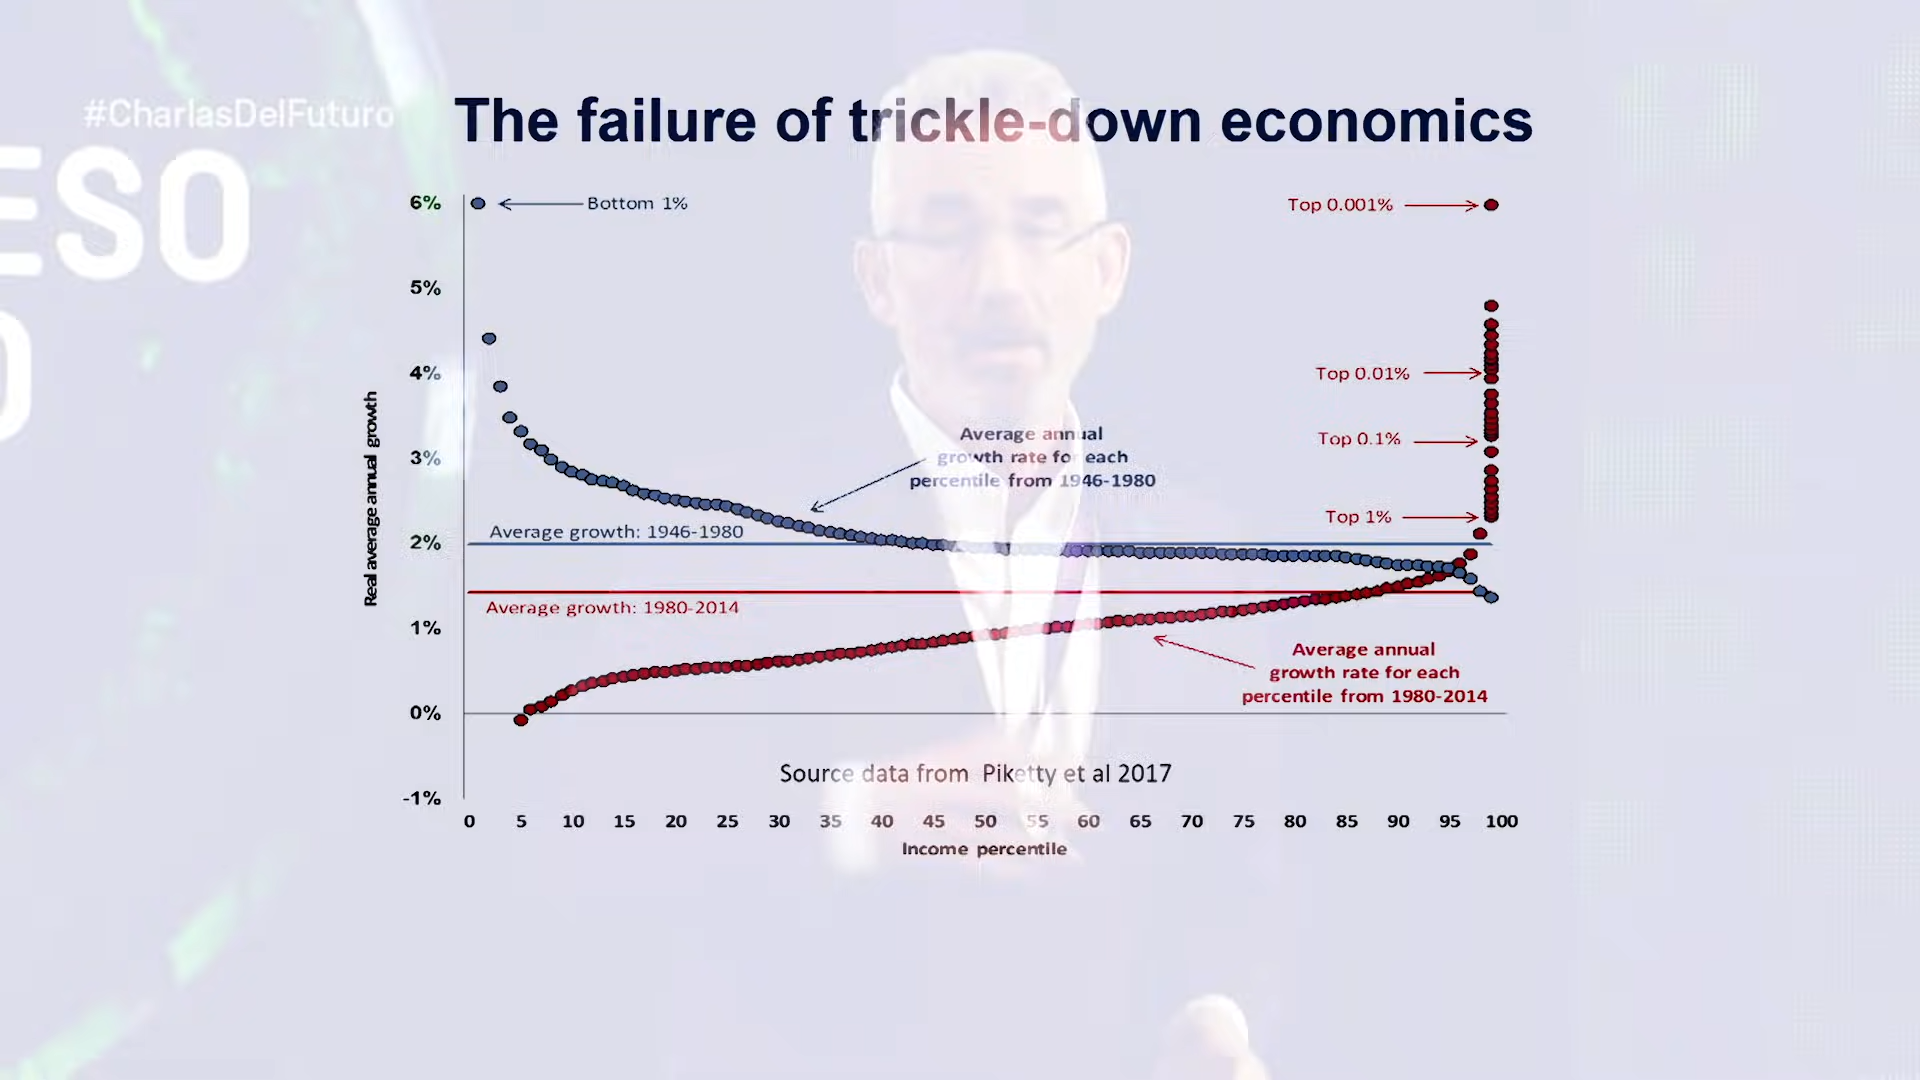 #CharlasDelFuturo
ESO
O
The failure of trickle-down economics
6%
Bottom 1%
Top 0.001%
5%
4%
Top 0.01%
Real average annual growth
Average annual
growth rate for each
percentile from 1946-1980
3%
Top 0.1%
Top 1%
Average growth: 1946-1980
2%
Average growth: 1980-2014
1%
Average annual
growth rate for each
percentile from 1980-2014
0%
Source data from Piketty et al 2017
-1%
0 5 10 15 20 25 30 35 40 45 50 55 60 65 70 75 80 85 90 95 100
Income percentile